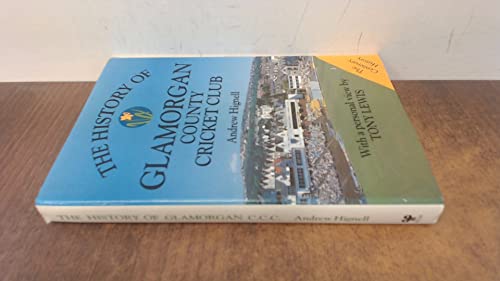 THE HISTORY OF
GLAMORGAN
COUNTY
CRICKET CLUB
Andrew Hignell
The
Centenary
History
With a personal view by
TONY LEWIS
THE HISTORY OF GLAMORGAN C.C.C. Andrew Hignell